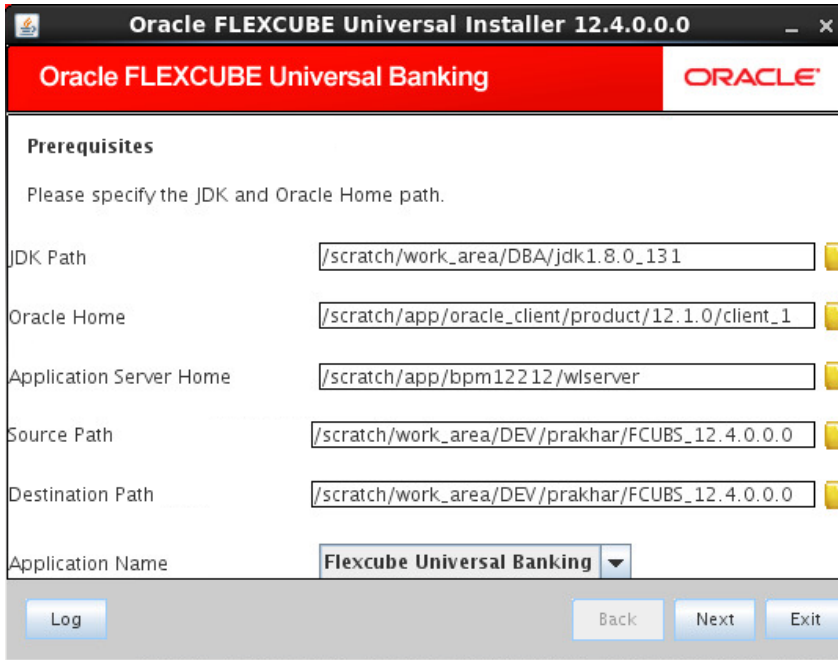 Oracle FLEXCUBE Universal Installer 12.4.0.0.0
Oracle FLEXCUBE Universal Banking
ORACLE
Prerequisites
Please specify the JDK and Oracle Home path.
JDK Path /scratch/work_area/DBA/jdk1.8.0_131
Oracle Home /scratch/app/oracle_client/product/12.1.0/client_1
Application Server Home /scratch/app/bpm12212/wlserver
Source Path /scratch/work_area/DEV/prakhar/FCUBS_12.4.0.0.0
Destination Path /scratch/work_area/DEV/prakhar/FCUBS_12.4.0.0.0
Application Name Flexcube Universal Banking
Log Back Next Exit